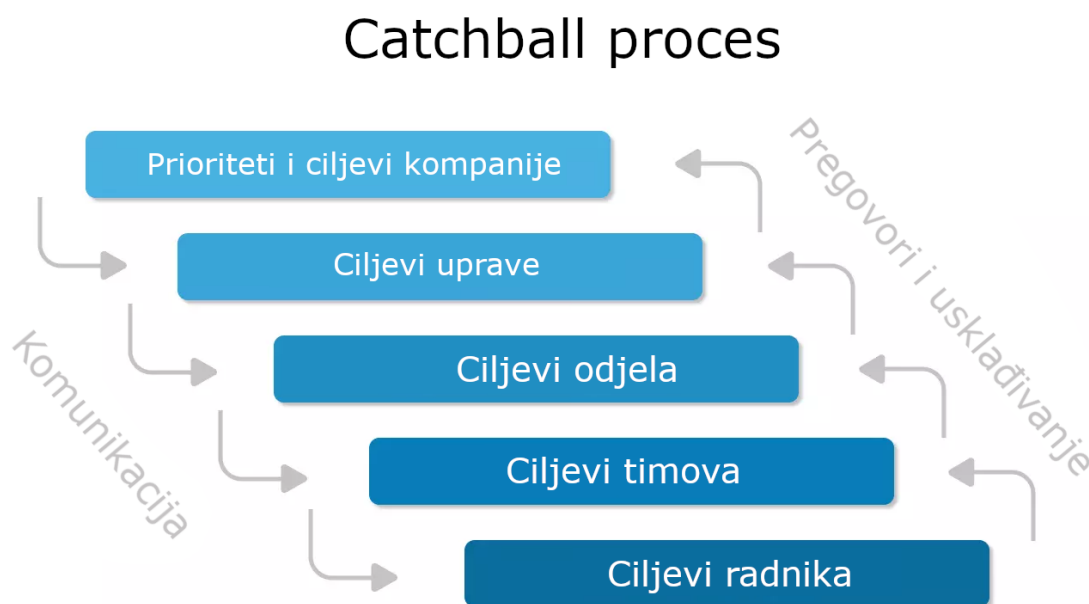 Catchball proces
Prioriteti i ciljevi kompanije
Ciljevi uprave
Ciljevi odjela
Ciljevi timova
Ciljevi radnika
Komunikacija
Pregovori i usklađivanje